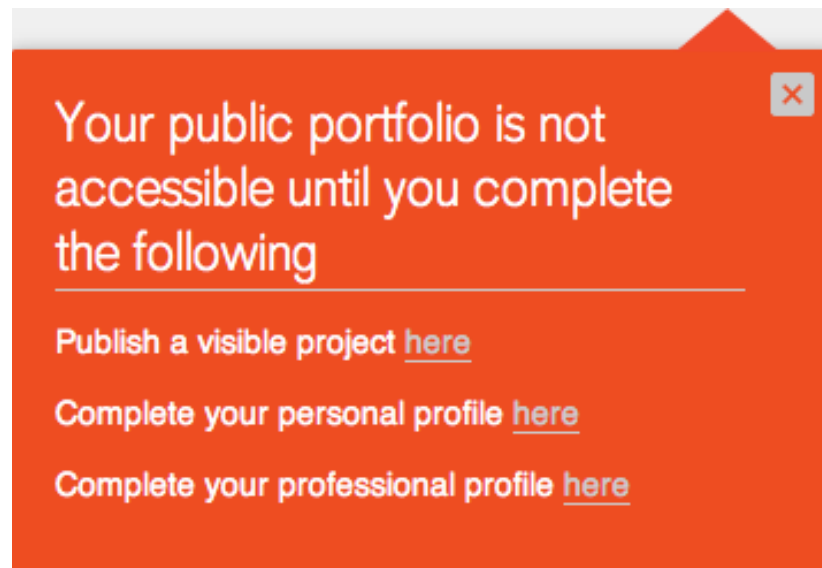 Your public portfolio is not
accessible until you complete
the following
Publish a visible project here
Complete your personal profile here
Complete your professional profile here